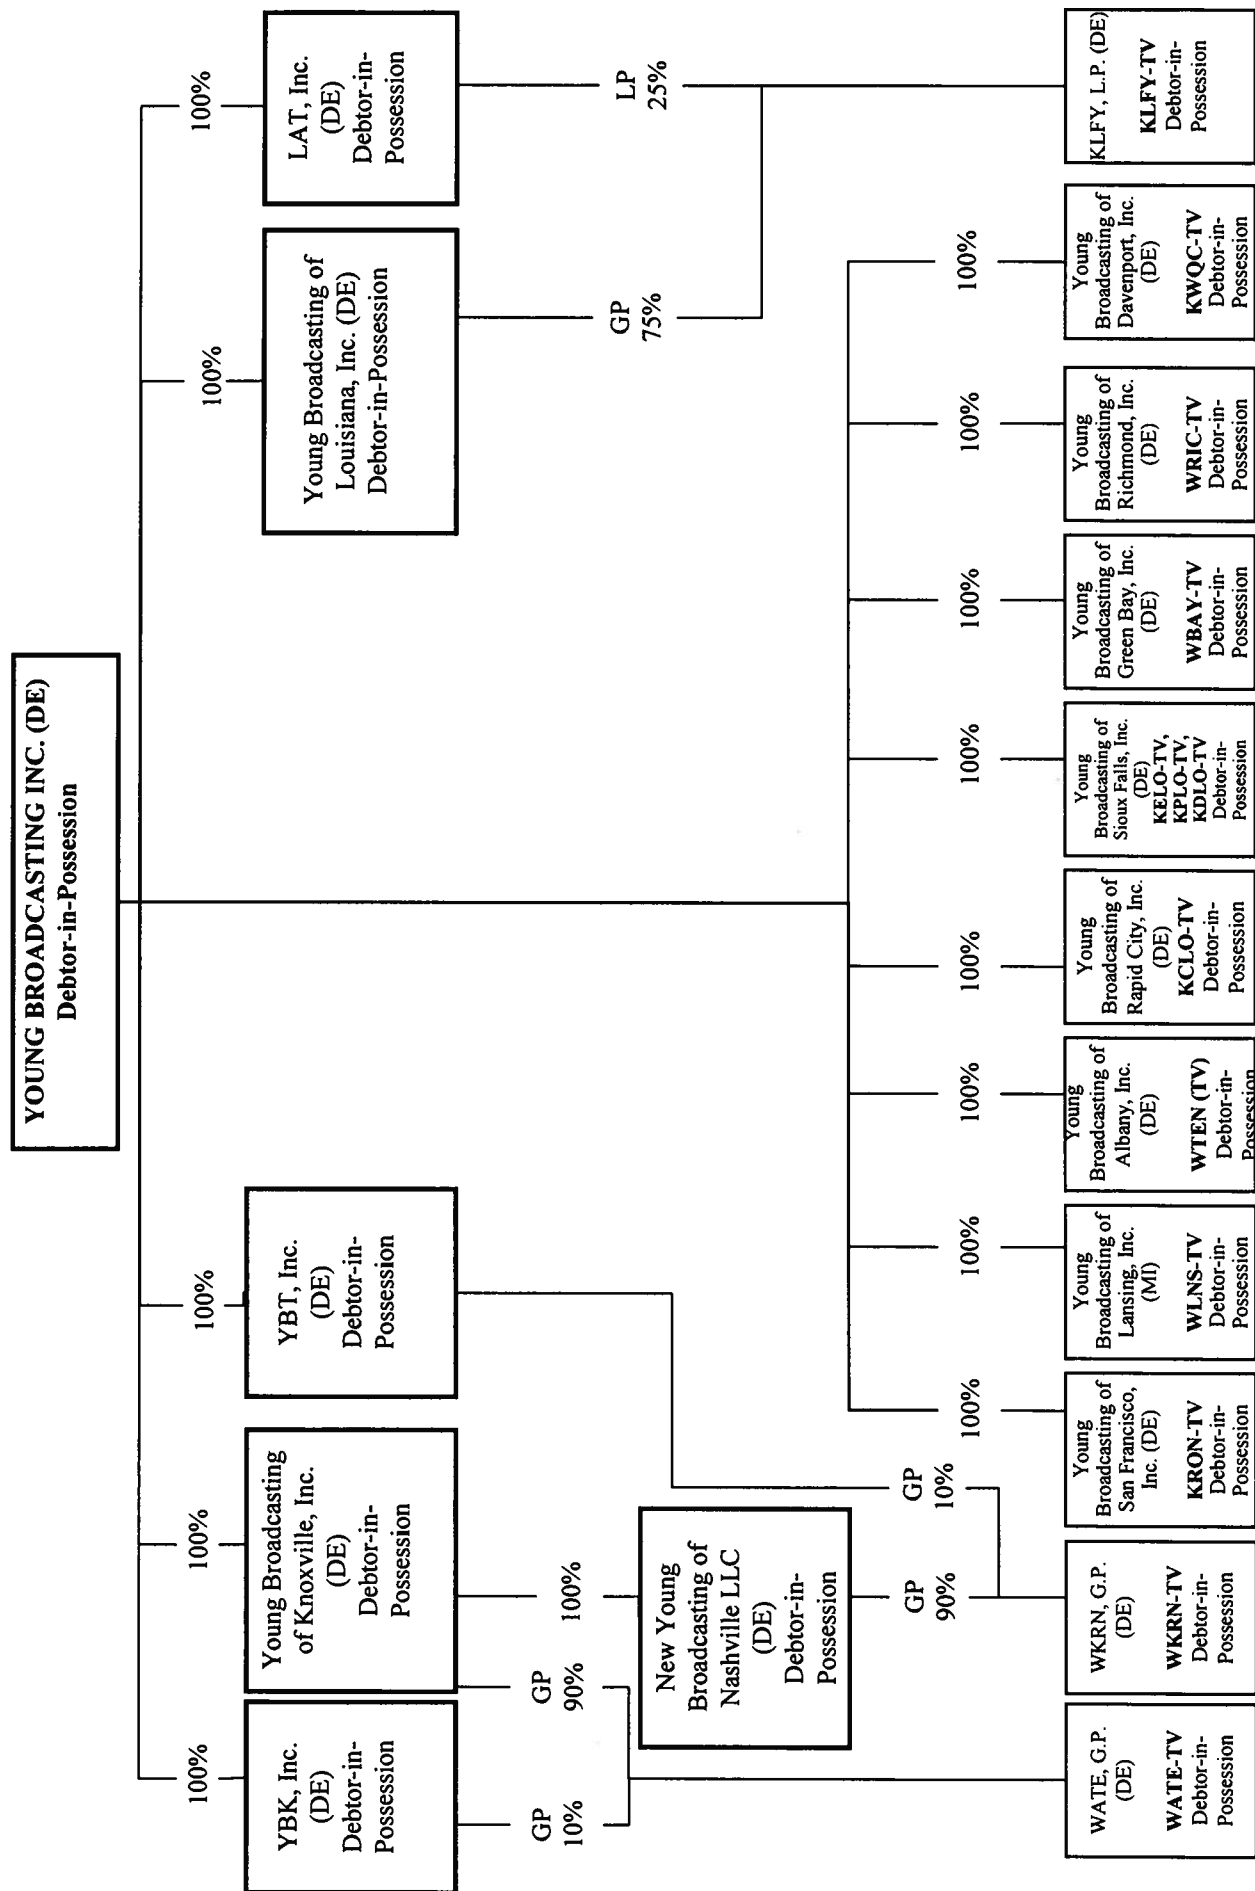 YOUNG BROADCASTING INC. (DE)
Debtor-in-Possession
100%
100%
100%
100%
100%
YBK, Inc.
(DE)
Debtor-in-
Possession
Young Broadcasting
of Knoxville, Inc.
(DE)
Debtor-in-
Possession
YBT, Inc.
(DE)
Debtor-in-
Possession
Young Broadcasting of
Louisiana, Inc. (DE)
Debtor-in-Possession
LAT, Inc.
(DE)
Debtor-in-
Possession
GP
10%
GP
90%
100%
GP
75%
LP
25%
New Young
Broadcasting of
Nashville LLC
(DE)
Debtor-in-
Possession
GP
90%
GP
10%
100%
100%
100%
100%
100%
100%
100%
100%
WATE, G.P.
(DE)
WATE-TV
Debtor-in-
Possession
WKRN, G.P.
(DE)
WKRN-TV
Debtor-in-
Possession
Young
Broadcasting of
San Francisco,
Inc. (DE)
KRON-TV
Debtor-in-
Possession
Young
Broadcasting of
Lansing, Inc.
(MI)
WLNS-TV
Debtor-in-
Possession
Young
Broadcasting of
Albany, Inc.
(DE)
WTEN (TV)
Debtor-in-
Possession
Young
Broadcasting of
Rapid City, Inc.
(DE)
KCLO-TV
Debtor-in-
Possession
Young
Broadcasting of
Sioux Falls, Inc.
(DE)
KELO-TV,
KPLO-TV,
KDLO-TV
Debtor-in-
Possession
Young
Broadcasting of
Green Bay, Inc.
(DE)
WBAY-TV
Debtor-in-
Possession
Young
Broadcasting of
Richmond, Inc.
(DE)
WRIC-TV
Debtor-in-
Possession
Young
Broadcasting of
Davenport, Inc.
(DE)
KWQC-TV
Debtor-in-
Possession
KLFY, L.P. (DE)
KLFY-TV
Debtor-in-
Possession